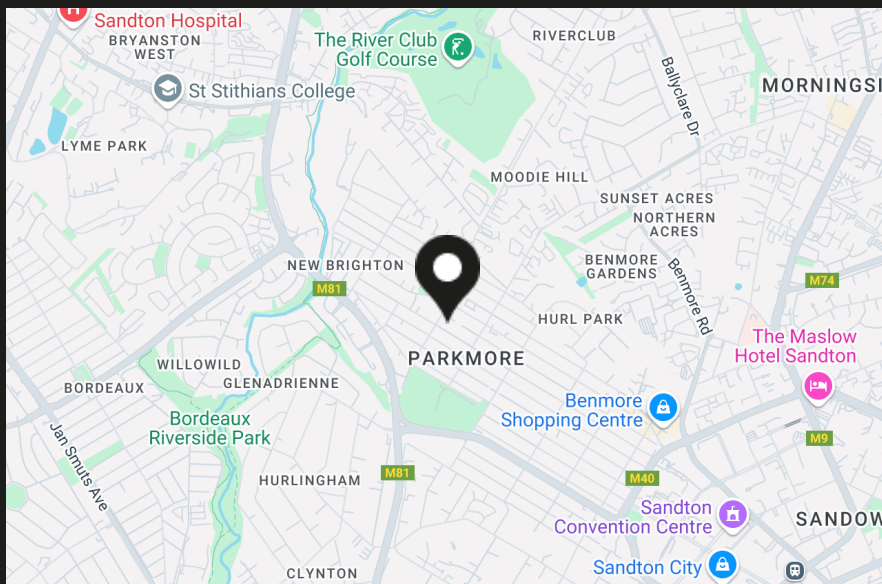 Sandton Hospital
BRYANSTON
WEST
The River Club
Golf Course
RIVERCLUB
Ballyclare Dr
MORNINGSI
St Stithians College
LYME PARK
MOODIE HILL
SUNSET ACRES
NORTHERN
ACRES
NEW BRIGHTON
BENMORE
GARDENS
Benmore Rd
M74
M81
HURL PARK
The Maslow
Hotel Sandton
PARKMORE
WILLOWILD
GLENADRIENNE
BORDEAUX
Bordeaux
Riverside Park
Benmore
Shopping Centre
Jan Smuts Ave
M9
M81
M40
HURLINGHAM
Sandton
Convention Centre
SANDOW
Sandton City
CLYNTON